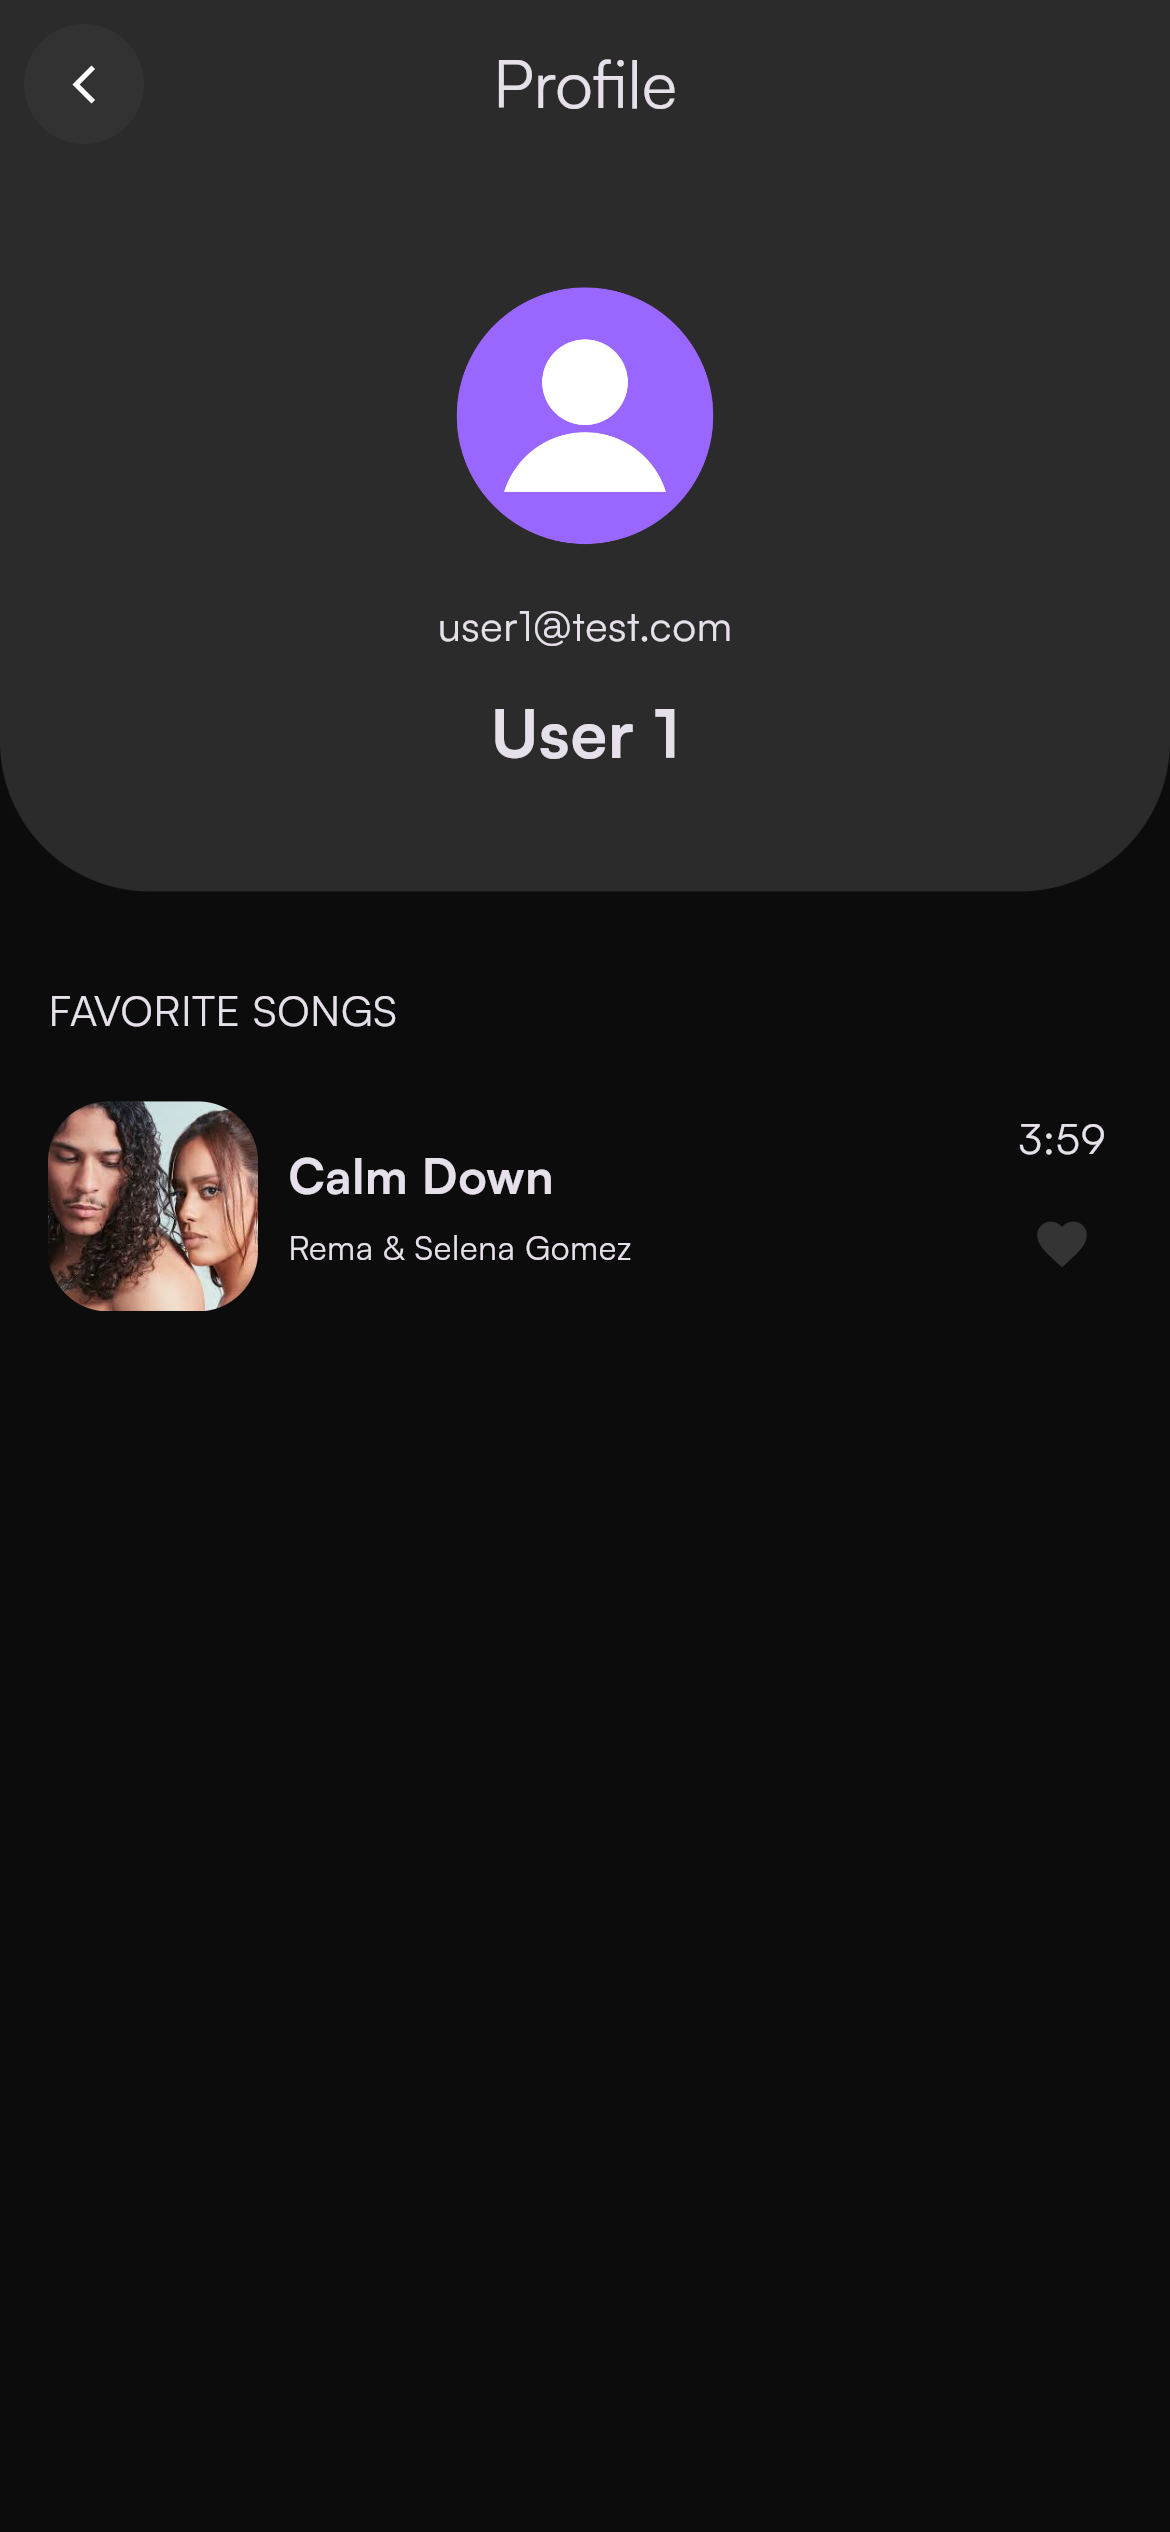 Profile
user1@test.com
User 1
FAVORITE SONGS
Calm Down
Rema & Selena Gomez
3:59